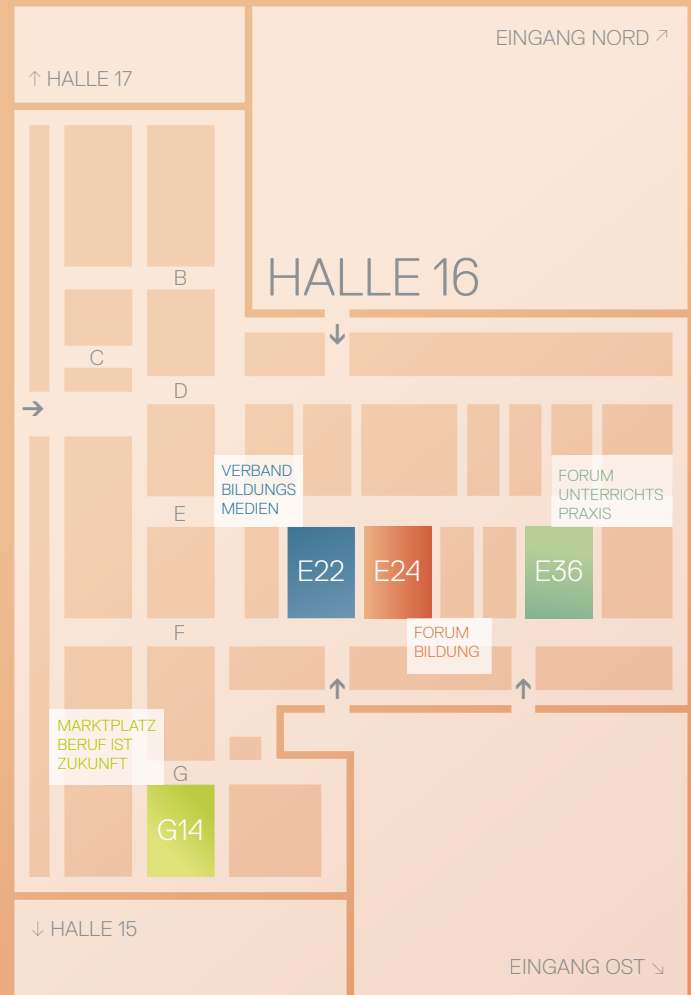 EINGANG NORD ↗
↑ HALLE 17
HALLE 16
B
C
D
VERBAND
BILDUNGS
MEDIEN
FORUM
UNTERRICHTS
PRAXIS
E
E22
E24
E36
F
FORUM
BILDUNG
MARKTPLATZ
BERUF IST
ZUKUNFT
G
G14
↓ HALLE 15
EINGANG OST ↘